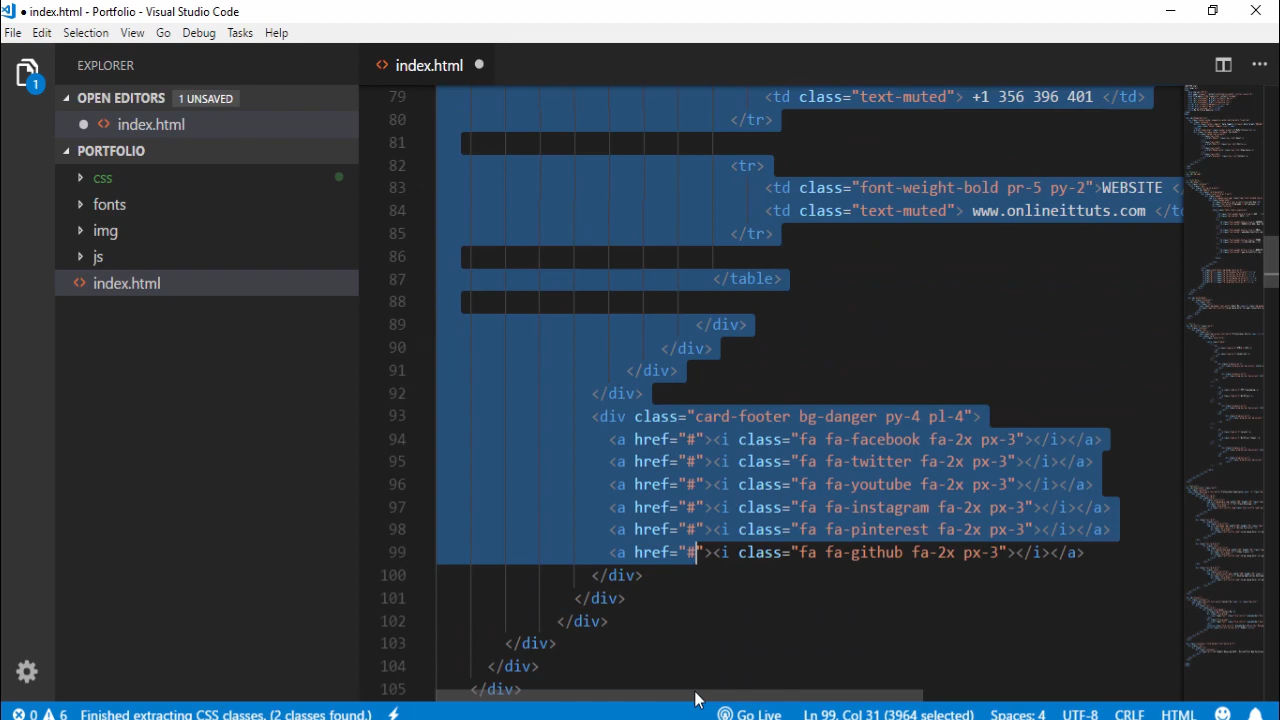 ● index.html - Portfolio - Visual Studio Code
File Edit Selection View Go Debug Tasks Help
EXPLORER
OPEN EDITORS 1 UNSAVED
index.html
PORTFOLIO
css
fonts
img
js
index.html
1
index.html
79 <td class="text-muted"> +1 356 396 401 </td>
80 </tr>
81
82 <tr>
83 <td class="font-weight-bold pr-5 py-2">WEBSITE <
84 <td class="text-muted"> www.onlineittuts.com </td
85 </tr>
86
87 </table>
88
89 </div>
90 </div>
91 </div>
92 </div>
93 <div class="card-footer bg-danger py-4 pl-4">
94 <a href="#"><i class="fa fa-facebook fa-2x px-3"></i></a>
95 <a href="#"><i class="fa fa-twitter fa-2x px-3"></i></a>
96 <a href="#"><i class="fa fa-youtube fa-2x px-3"></i></a>
97 <a href="#"><i class="fa fa-instagram fa-2x px-3"></i></a>
98 <a href="#"><i class="fa fa-pinterest fa-2x px-3"></i></a>
99 <a href="#"><i class="fa fa-github fa-2x px-3"></i></a>
100 </div>
101 </div>
102 </div>
103 </div>
104 </div>
105 </div>
0 6 Finished extracting CSS classes. (2 classes found.) Go Live Ln 99, Col 31 (3964 selected) Spaces: 4 UTF-8 CRLF HTML